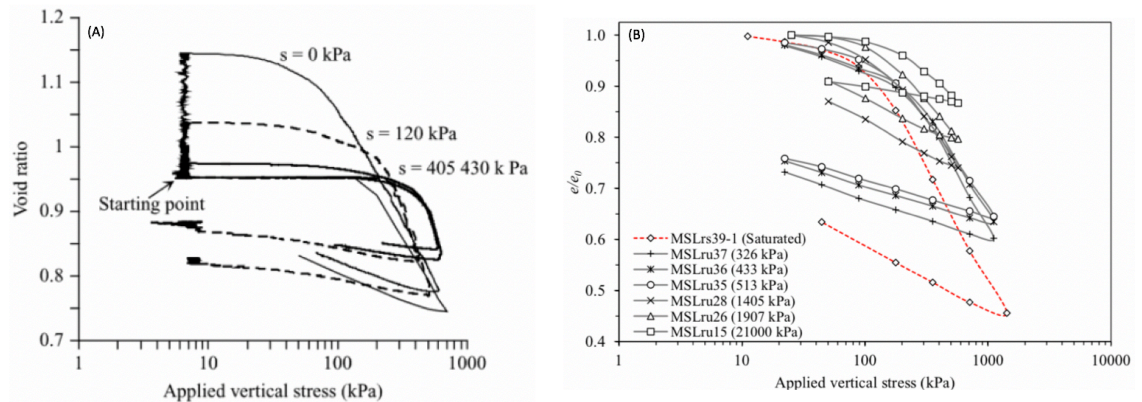 (A)
1.2
1.1
1
0.9
0.8
0.7
Void ratio
s = 0 kPa
s = 120 kPa
s = 405 430 k Pa
Starting point
1
10
100
1000
Applied vertical stress (kPa)
(B)
1.0
0.9
0.8
0.7
0.6
0.5
0.4
e/e0
MSLrs39-1 (Saturated)
MSLru37 (326 kPa)
MSLru36 (433 kPa)
MSLru35 (513 kPa)
MSLru28 (1405 kPa)
MSLru26 (1907 kPa)
MSLru15 (21000 kPa)
1
10
100
1000
10000
Applied vertical stress (kPa)